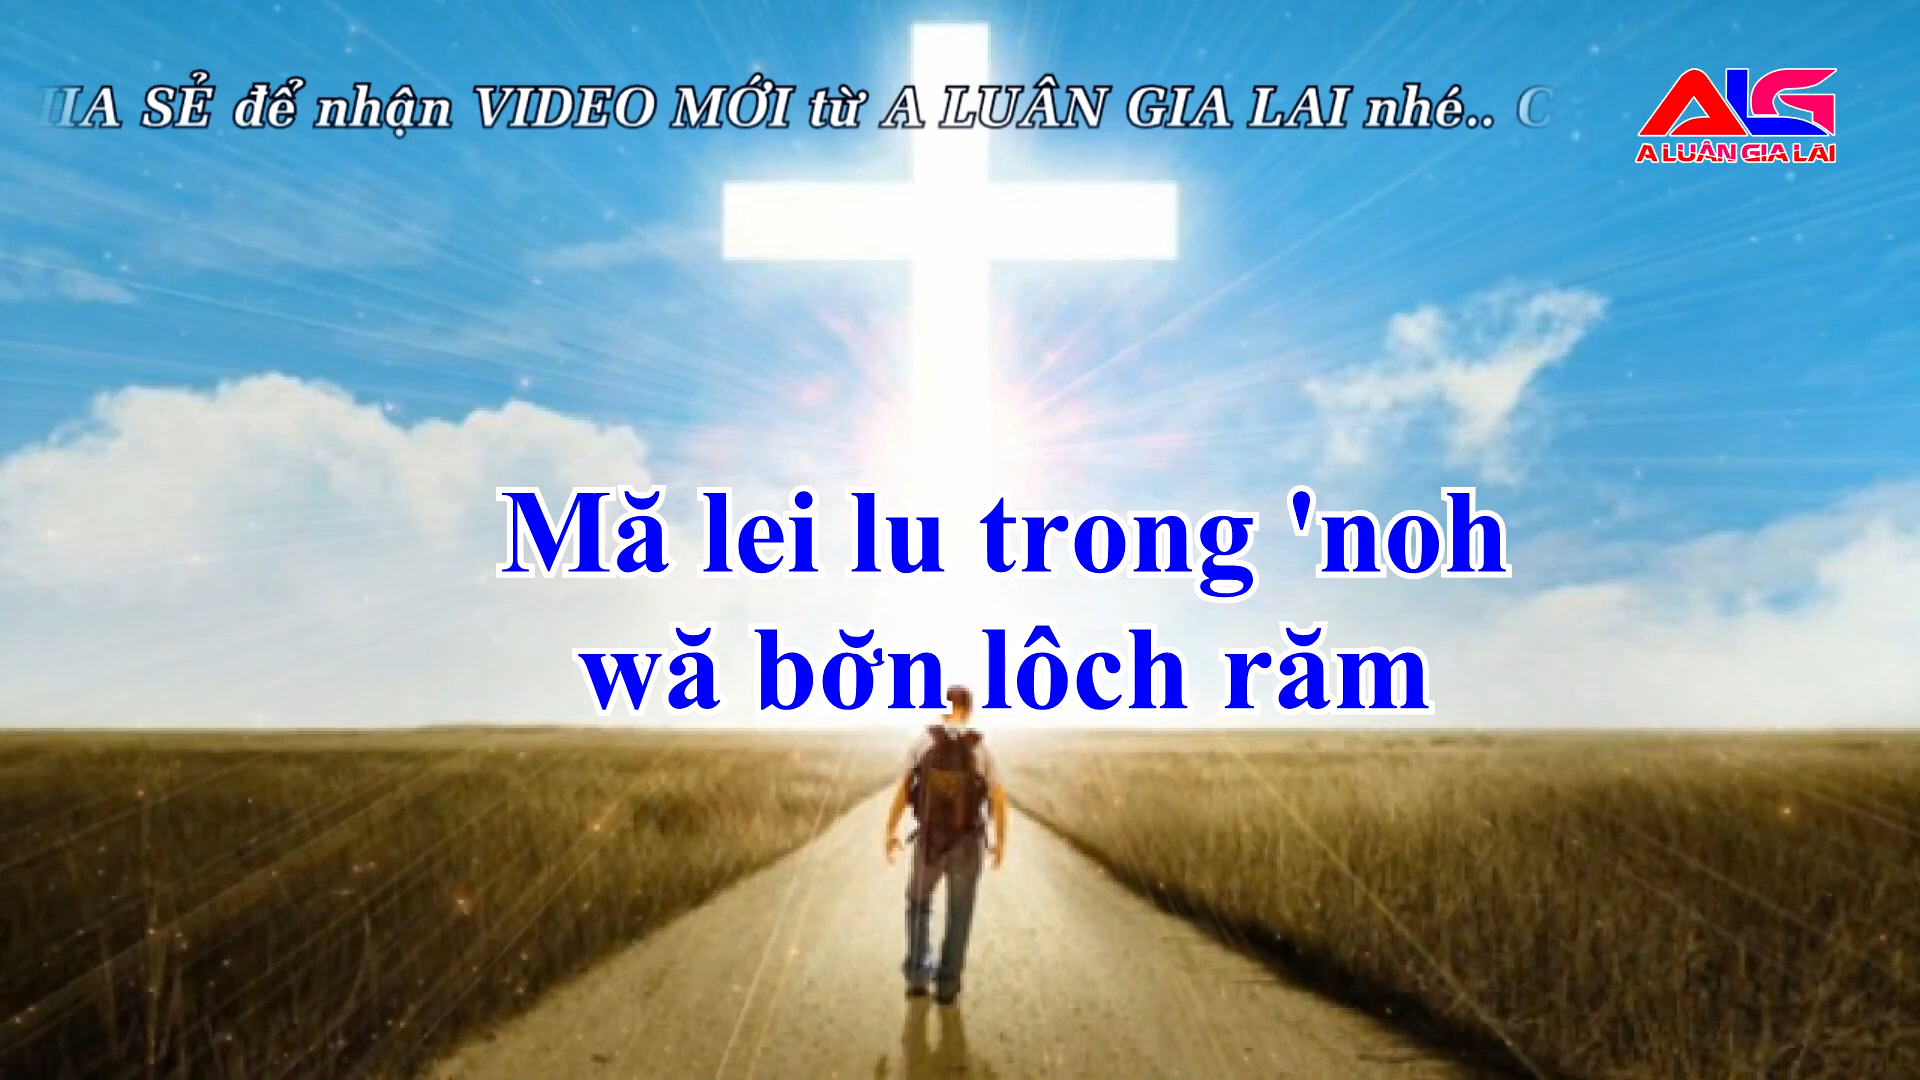 SẺ để nhận VIDEO MỚI từ A LUÂN GIA LAI nhé..
ALG
A LUÂN GIA LAI
Mă lei lu trong 'noh
wă bơ̆n lôch răm